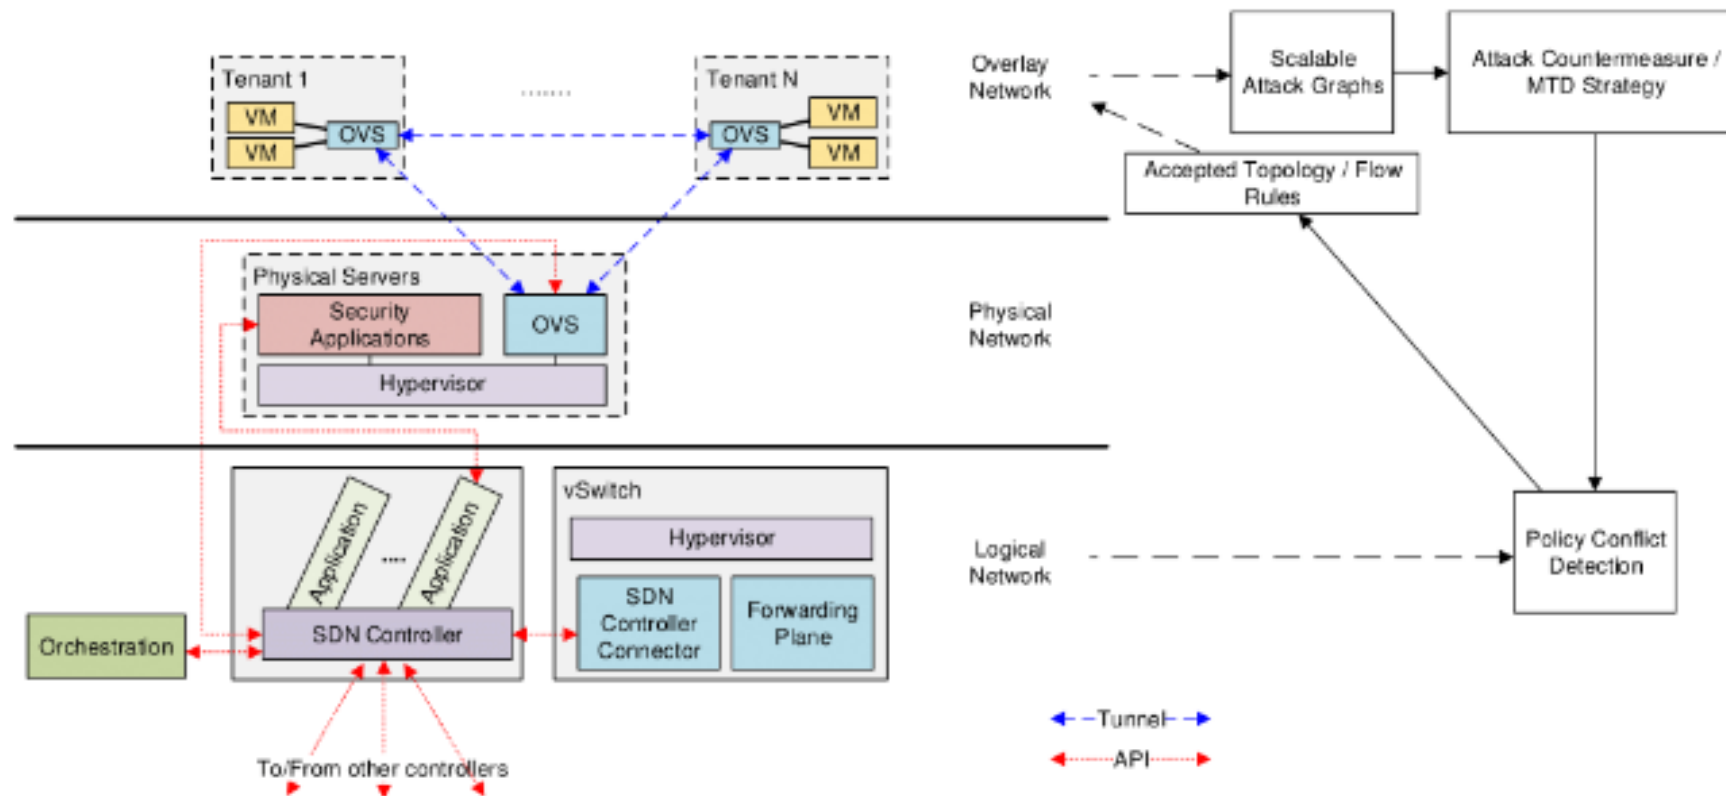 Tenant 1
VM
VM
OVS
.......
Tenant N
OVS
VM
VM
Overlay
Network
Scalable
Attack Graphs
Attack Countermeasure /
MTD Strategy
Accepted Topology / Flow
Rules
Physical Servers
Security
Applications
OVS
Hypervisor
Physical
Network
Application
....
Application
SDN Controller
Orchestration
vSwitch
Hypervisor
SDN
Controller
Connector
Forwarding
Plane
Logical
Network
Policy Conflict
Detection
To/From other controllers
Tunnel
API